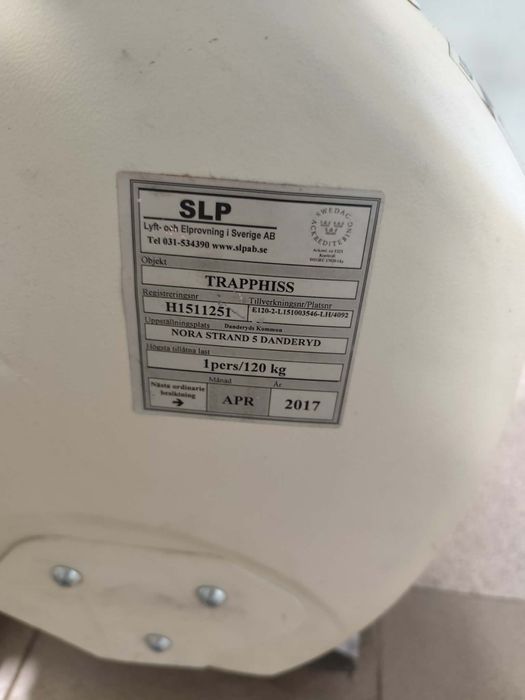 SLP
Lyft- och Elprovning i Sverige AB
Tel 031-534390 www.slpab.se
SWEDAC
ACKREDITERING
Objekt
TRAPPHISS
Registreringsnr Tillverkningsnr/Platsnr
H1511251 E120-2-L151003546-LH/4092
Uppställningsplats Danderyds Kommun
NORA STRAND 5 DANDERYD
Högsta tillåtna last
1pers/120 kg
Nästa ordinarie
besiktning
→
Månad År
APR 2017